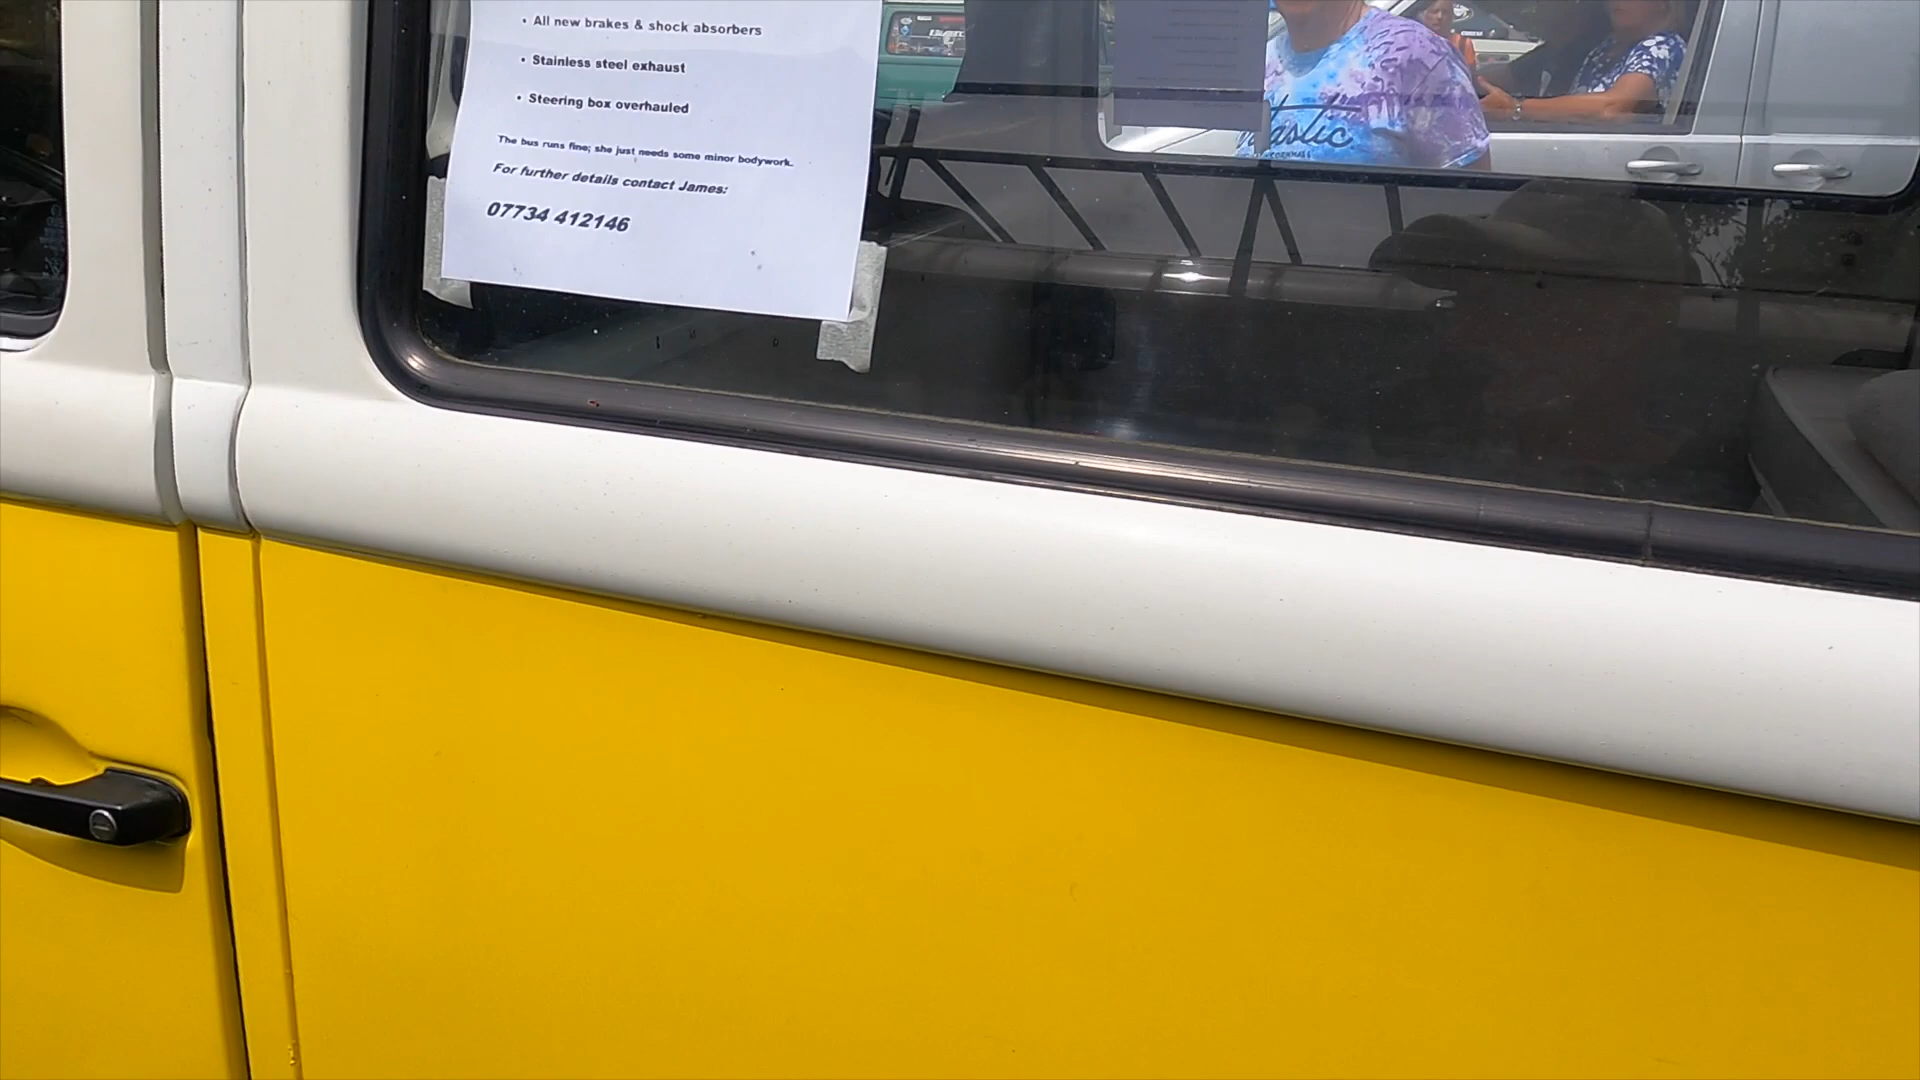 • All new brakes & shock absorbers
• Stainless steel exhaust
• Steering box overhauled
The bus runs fine; she just needs some minor bodywork.
For further details contact James:
07734 412146